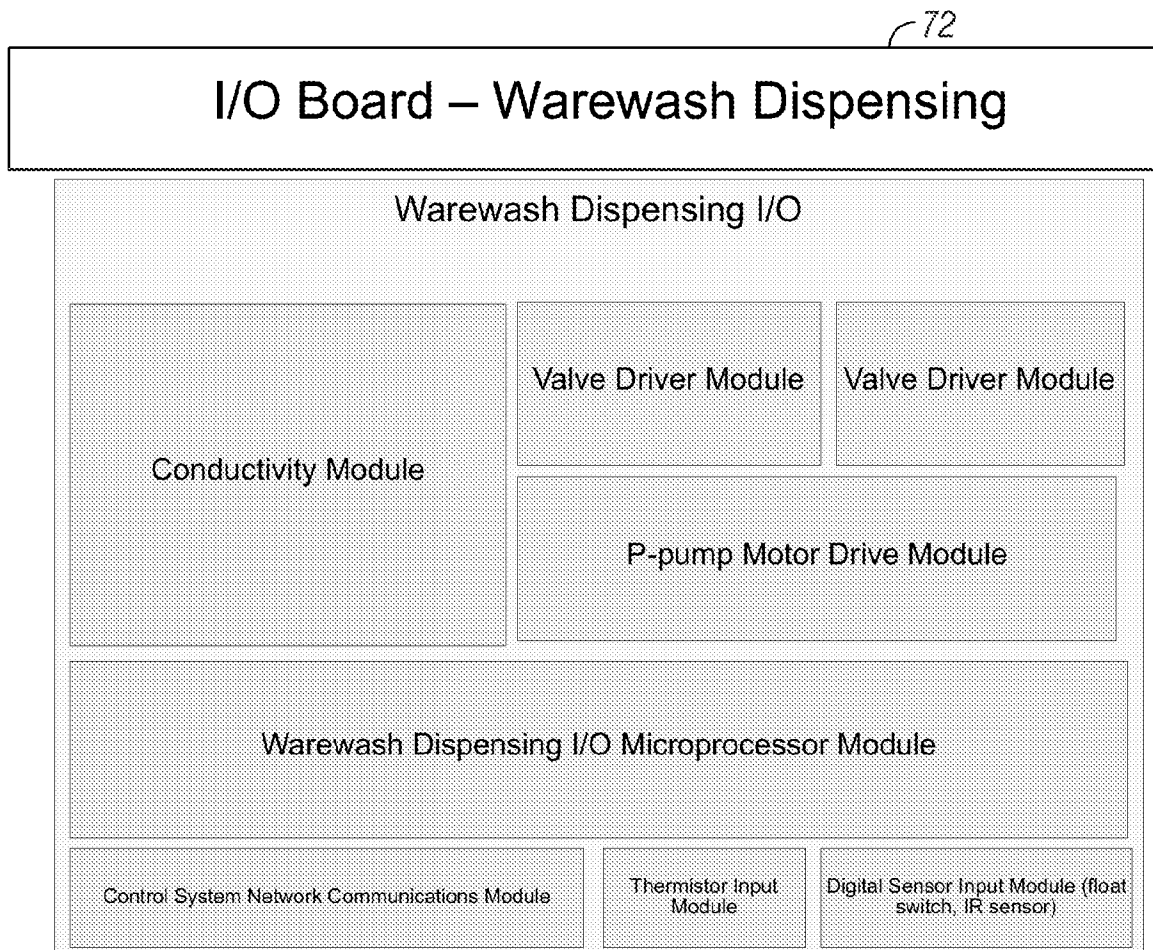 72
I/O Board – Warewash Dispensing
Warewash Dispensing I/O
Conductivity Module
Valve Driver Module
Valve Driver Module
P-pump Motor Drive Module
Warewash Dispensing I/O Microprocessor Module
Control System Network Communications Module
Thermistor Input
Module
Digital Sensor Input Module (float
switch, IR sensor)